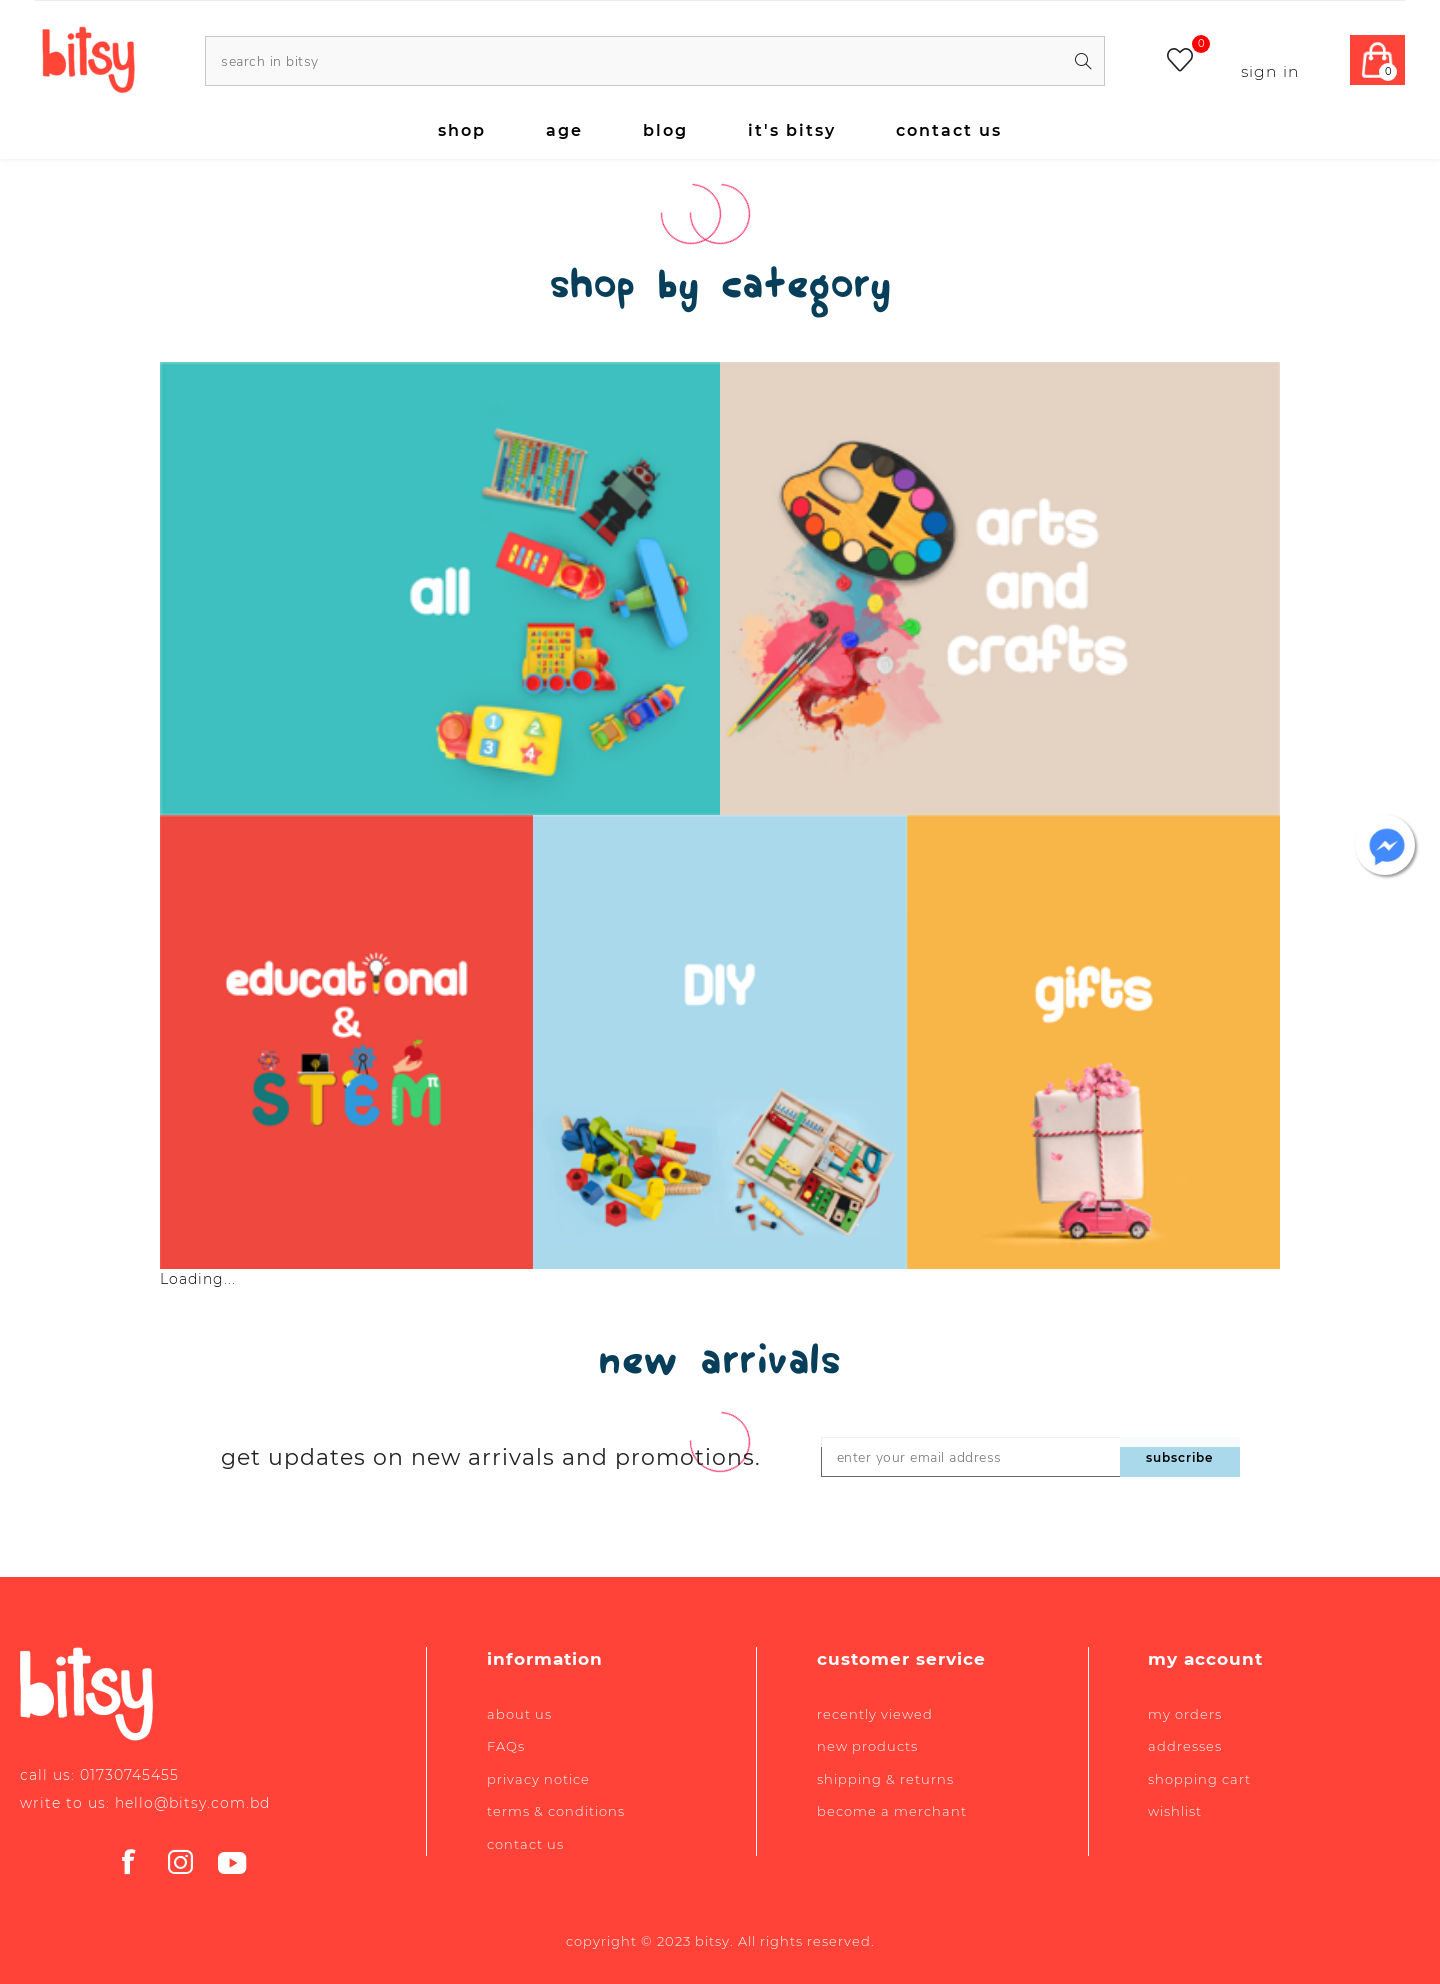 bitsy
search in bitsy
0
sign in
0
shop age blog it's bitsy contact us
shop by category
all
1 2
3 4
arts
and
crafts
educational
&
STEM
π
DIY
gifts
Loading...
new arrivals
get updates on new arrivals and promotions.
enter your email address
subscribe
bitsy
call us: 01730745455
write to us: hello@bitsy.com.bd
information
about us
FAQs
privacy notice
terms & conditions
contact us
customer service
recently viewed
new products
shipping & returns
become a merchant
my account
my orders
addresses
shopping cart
wishlist
copyright © 2023 bitsy. All rights reserved.